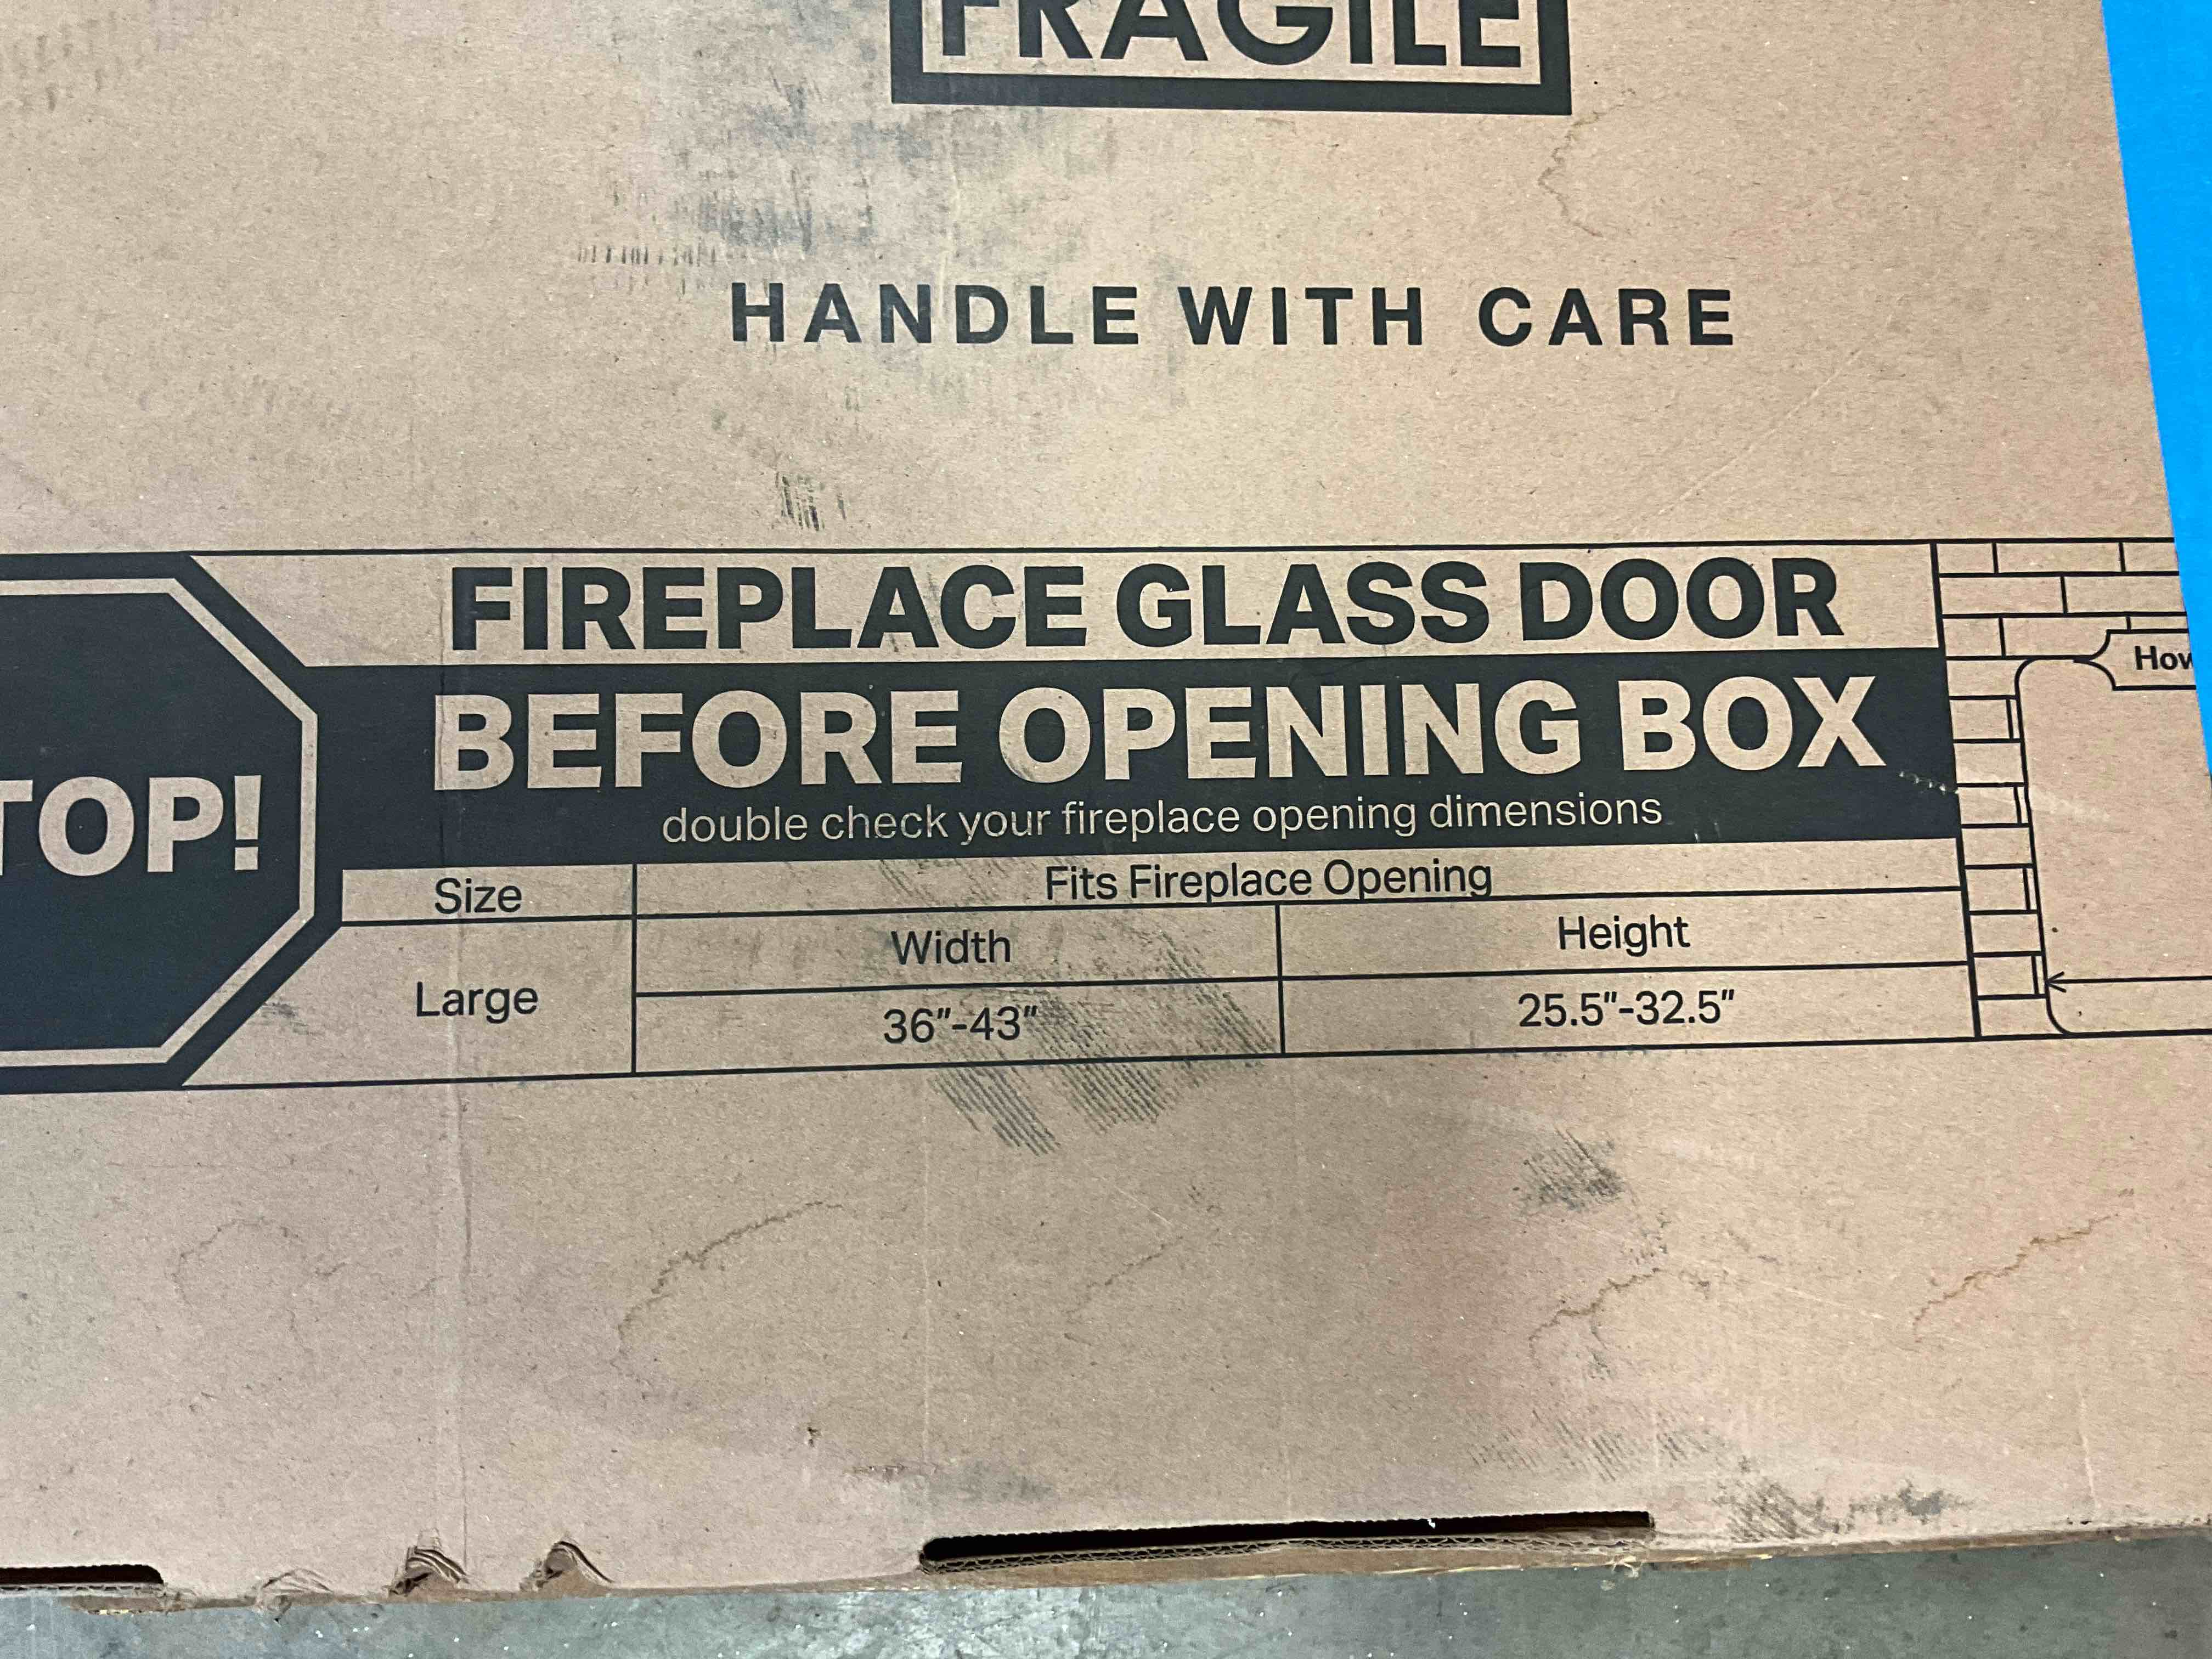 FRAGILE
HANDLE WITH CARE
FIREPLACE GLASS DOOR
TOP!
BEFORE OPENING BOX
double check your fireplace opening dimensions
Size
Fits Fireplace Opening
Width
Height
Large
36"-43"
25.5"-32.5"